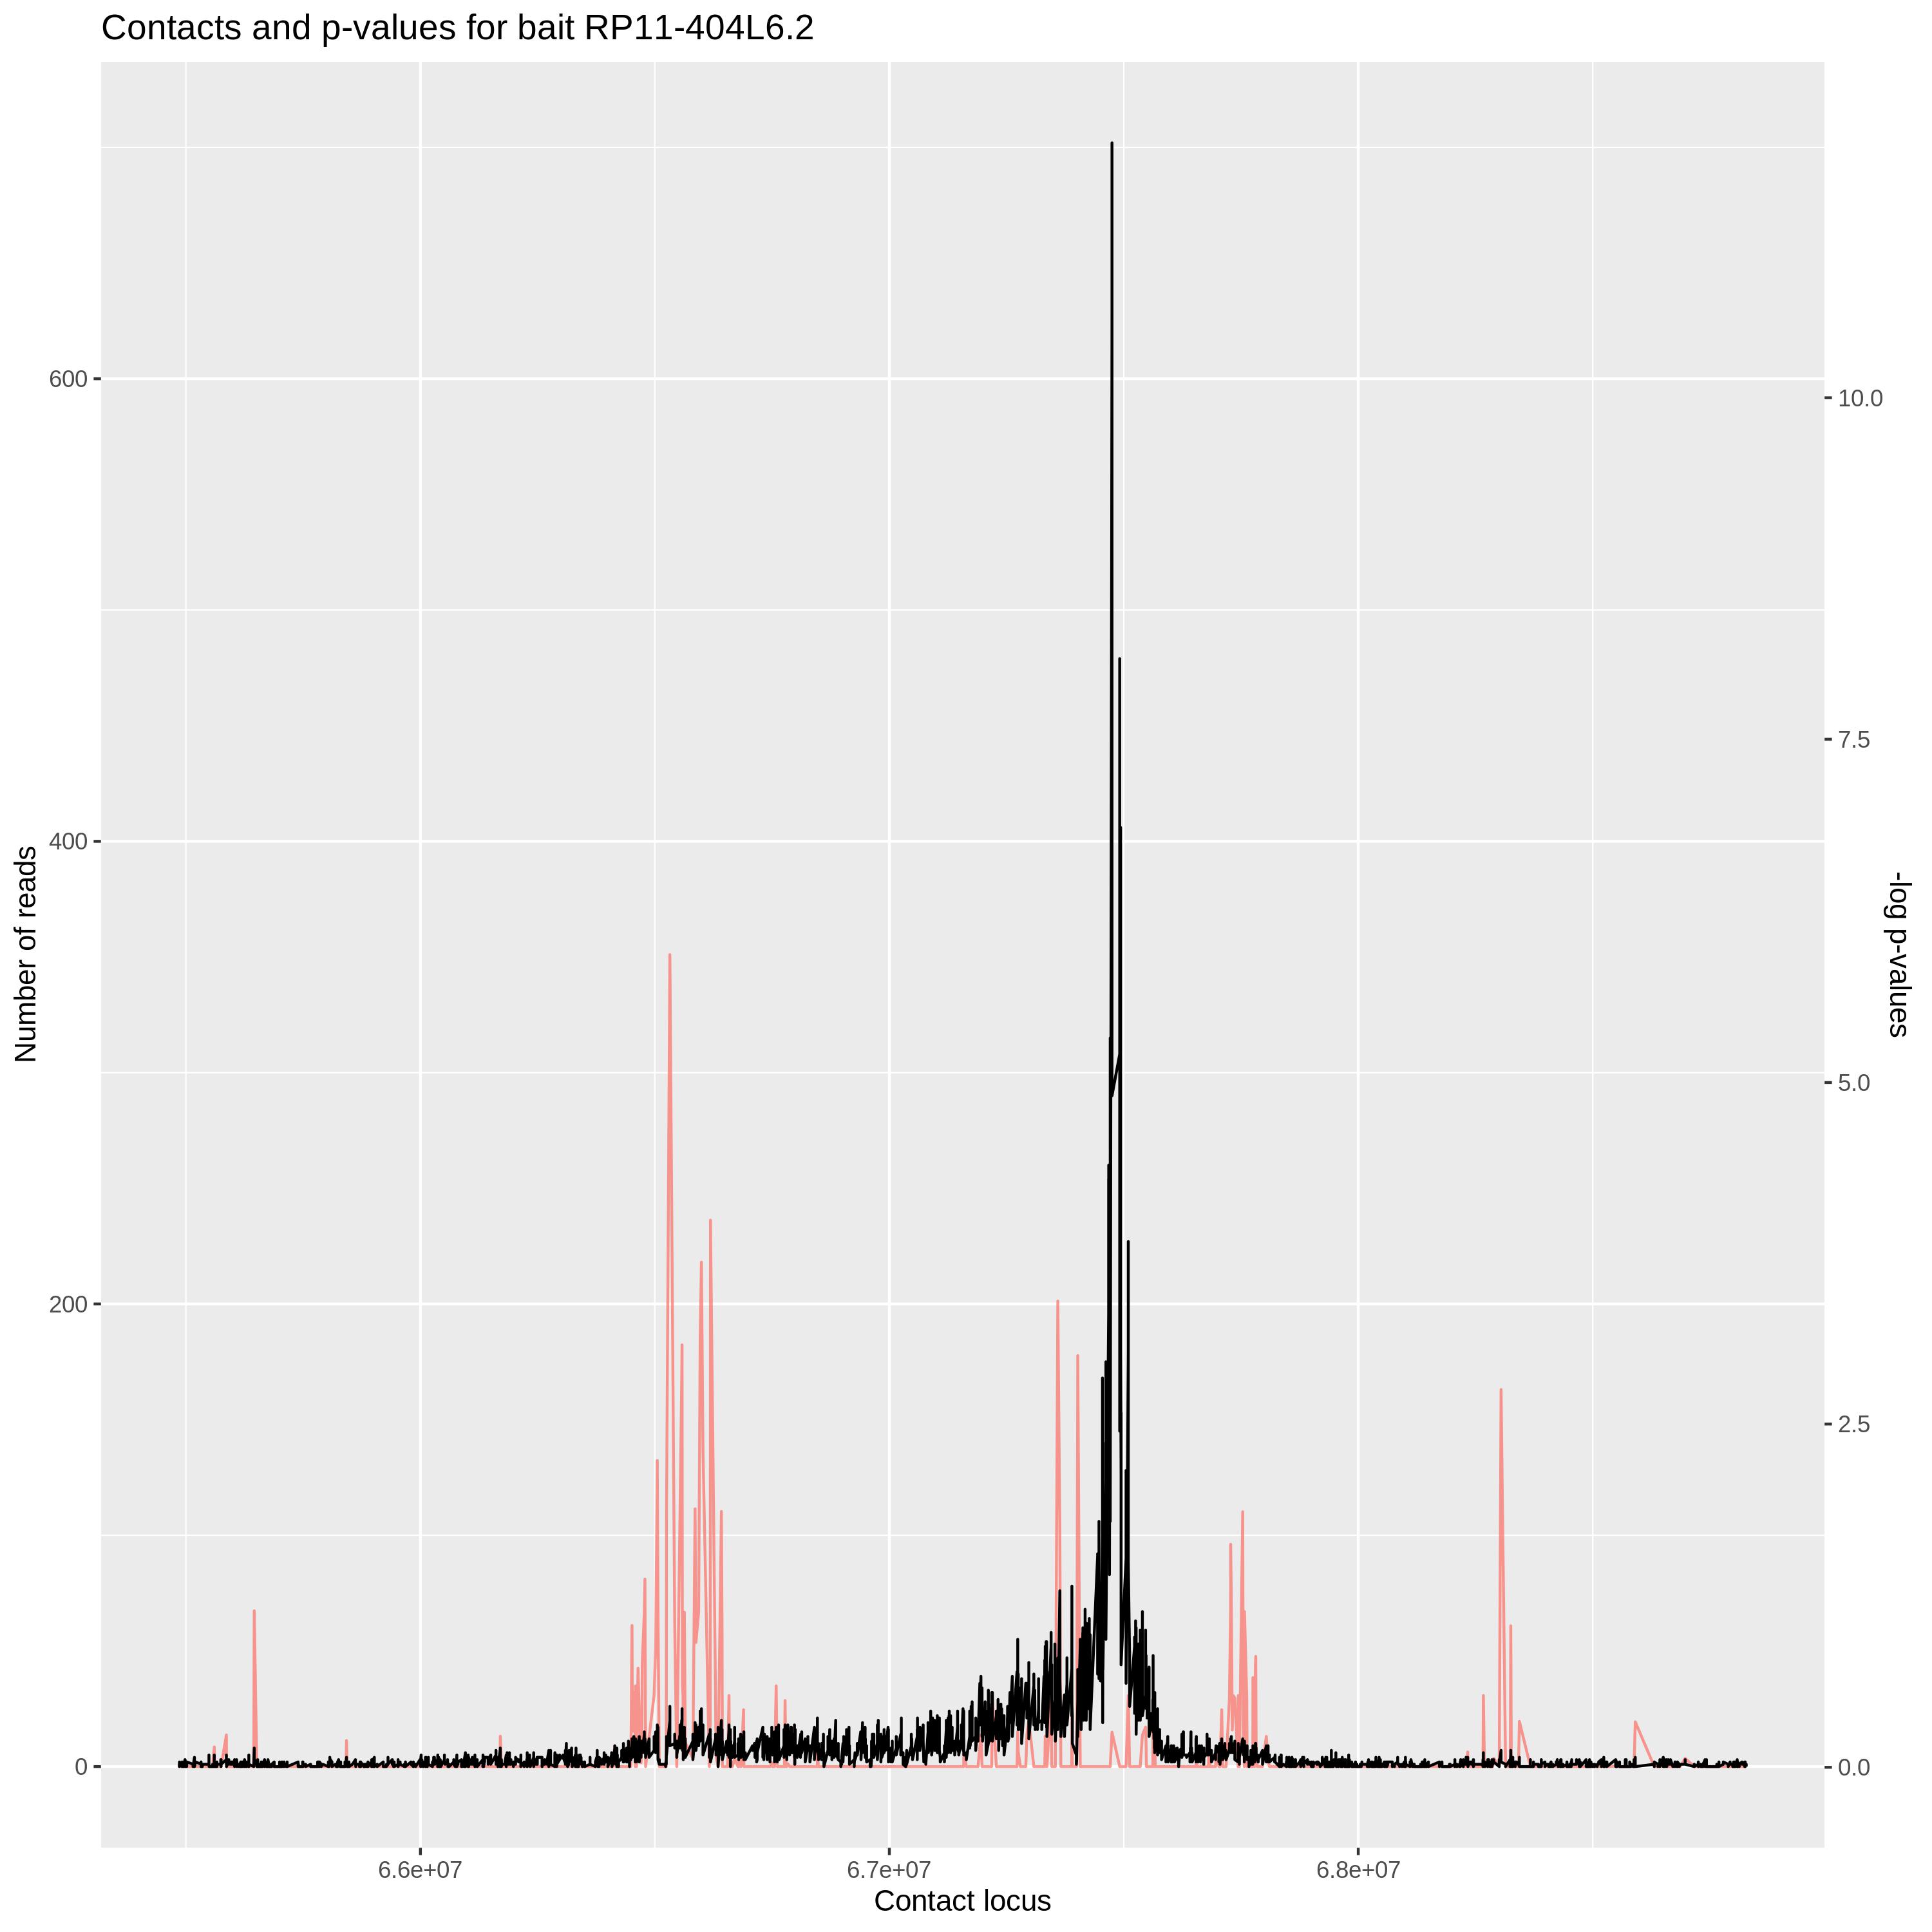 Contacts and p-values for bait RP11-404L6.2
Number of reads
600
400
200
0
10.0
7.5
5.0
2.5
0.0
-log p-values
6.6e+07
6.7e+07
6.8e+07
Contact locus